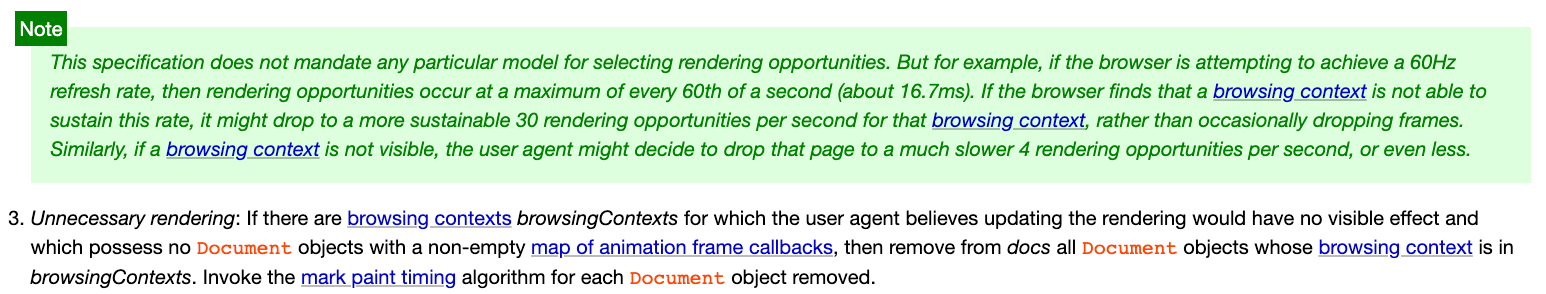 Note
This specification does not mandate any particular model for selecting rendering opportunities. But for example, if the browser is attempting to achieve a 60Hz
refresh rate, then rendering opportunities occur at a maximum of every 60th of a second (about 16.7ms). If the browser finds that a browsing context is not able to
sustain this rate, it might drop to a more sustainable 30 rendering opportunities per second for that browsing context, rather than occasionally dropping frames.
Similarly, if a browsing context is not visible, the user agent might decide to drop that page to a much slower 4 rendering opportunities per second, or even less.
3. Unnecessary rendering: If there are browsing contexts browsingContexts for which the user agent believes updating the rendering would have no visible effect and
which possess no Document objects with a non-empty map of animation frame callbacks, then remove from docs all Document objects whose browsing context is in
browsingContexts. Invoke the mark paint timing algorithm for each Document object removed.